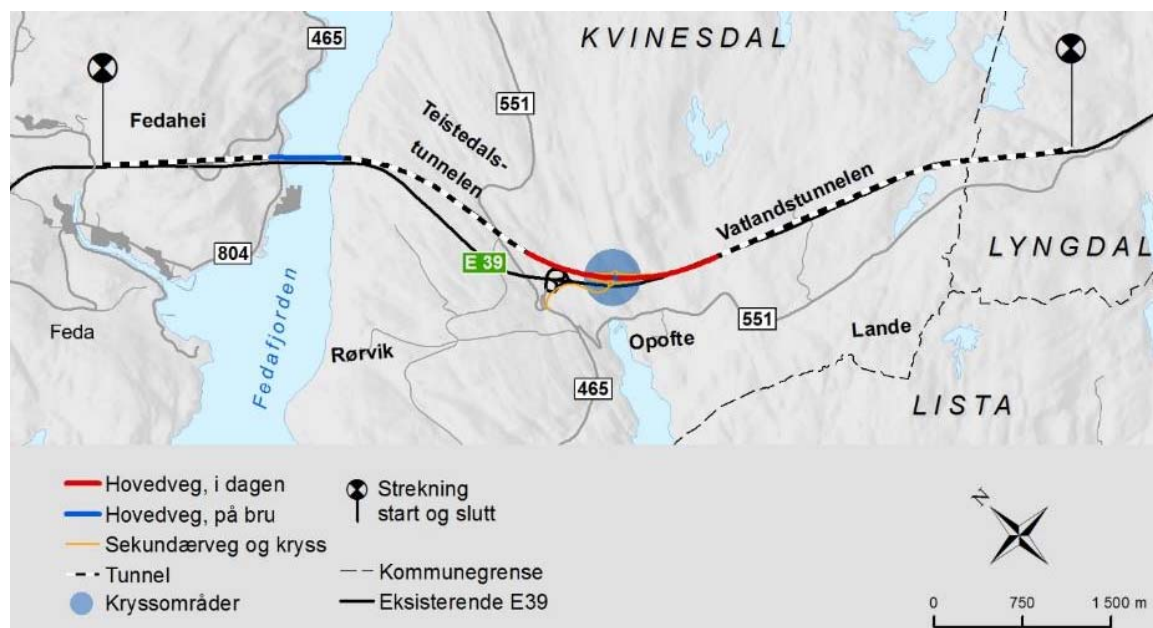 465
KVINESDAL
551
Fedahei
Teistedals-
tunnelen
Vatlandstunnelen
804
E 39
LYNGDAL
Feda
Fedafjorden
Rørvik
Opofte
551
Lande
465
LISTA
Hovedveg, i dagen
Hovedveg, på bru
Sekundærveg og kryss
Tunnel
Kryssområder
Strekning
start og slutt
Kommunegrense
Eksisterende E39
N
0 750 1 500 m